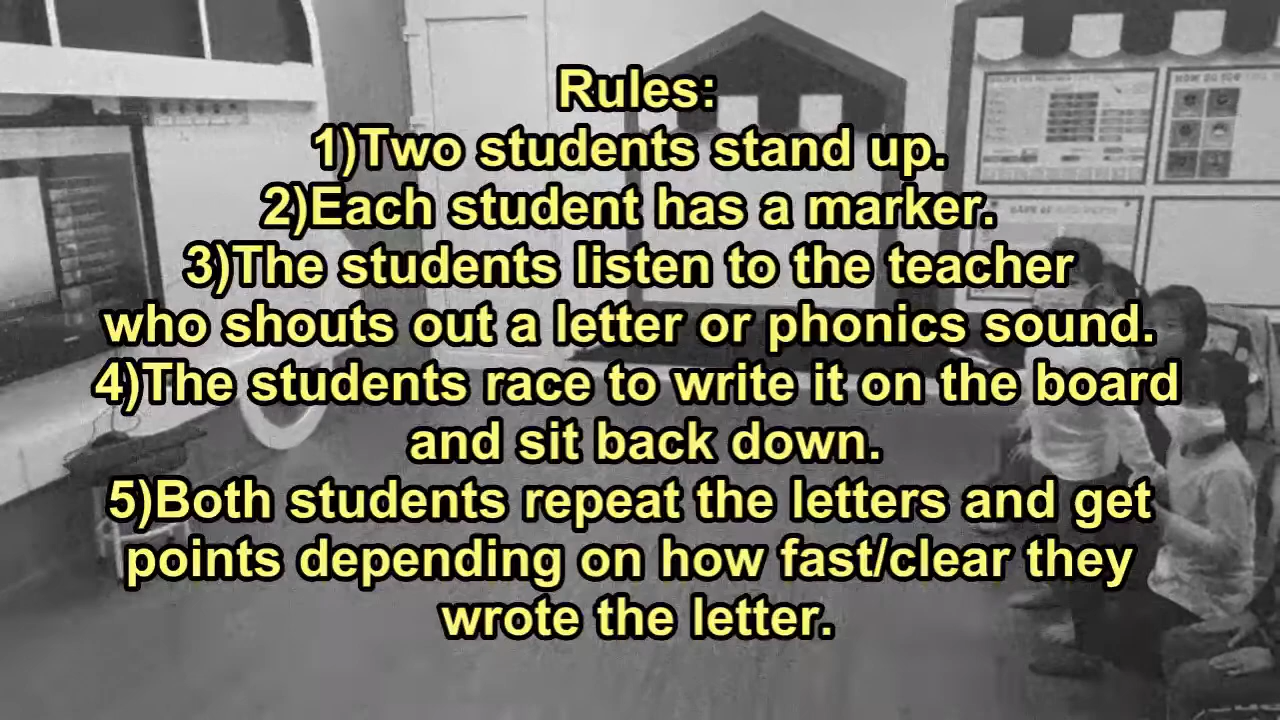 Rules:
1)Two students stand up.
2)Each student has a marker.
3)The students listen to the teacher
who shouts out a letter or phonics sound.
4)The students race to write it on the board
and sit back down.
5)Both students repeat the letters and get
points depending on how fast/clear they
wrote the letter.